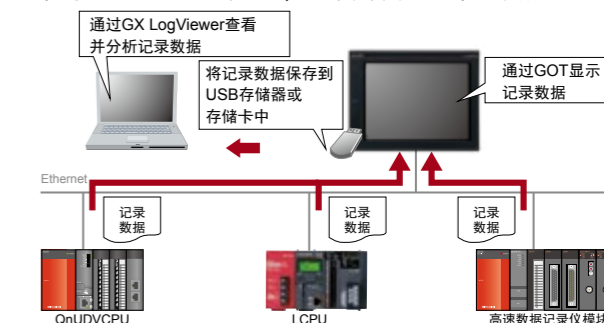 通过GX LogViewer查看
并分析记录数据
将记录数据保存到
USB存储器或
存储卡中
通过GOT显示
记录数据
Ethernet
记录
数据
记录
数据
记录
数据
QnUDVCPU
LCPU
高速数据记录仪模块